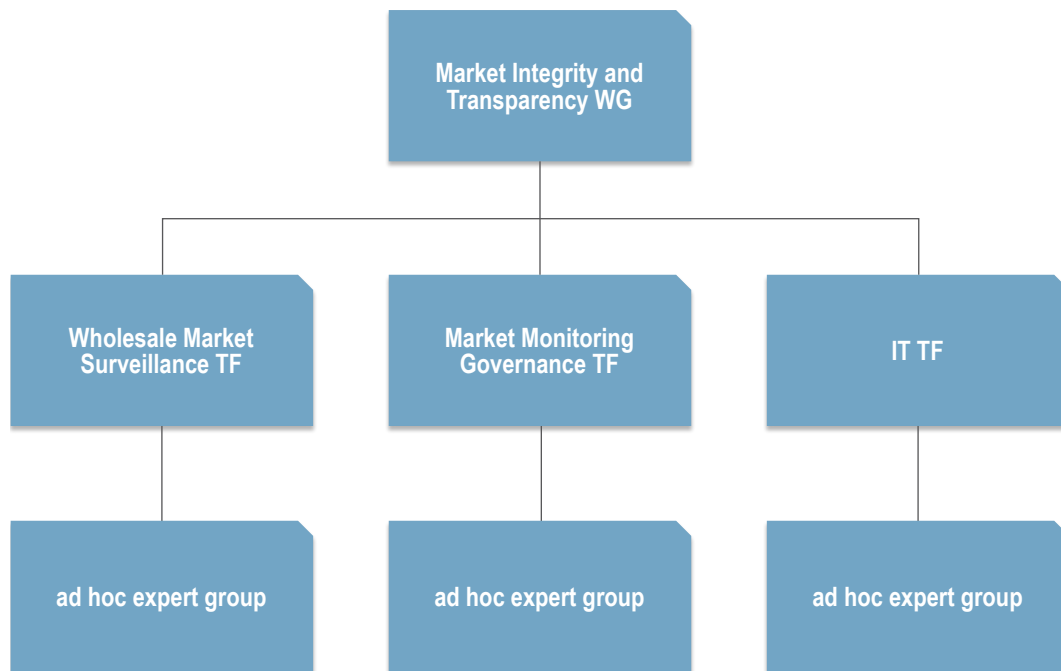 Market Integrity and
Transparency WG
Wholesale Market
Surveillance TF
Market Monitoring
Governance TF
IT TF
ad hoc expert group
ad hoc expert group
ad hoc expert group